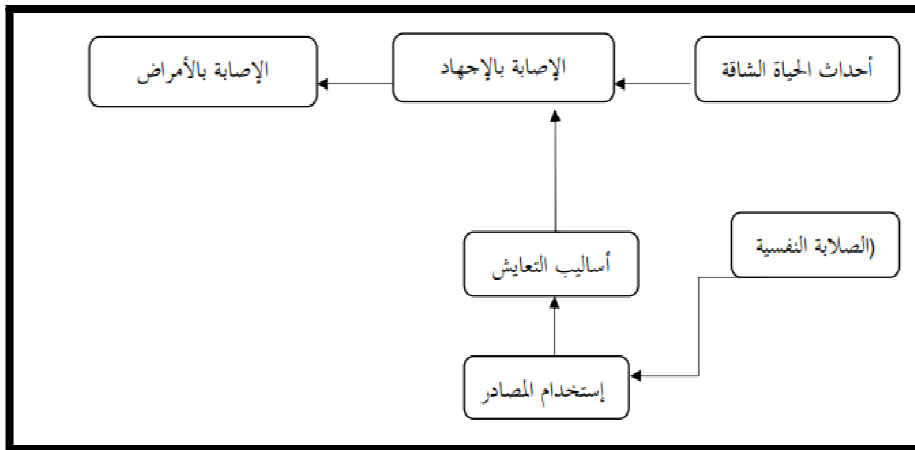 أحداث الحياة الشاقة
الإصابة بالإجهاد
الإصابة بالأمراض
(الصلابة النفسية
أساليب التعايش
إستخدام المصادر